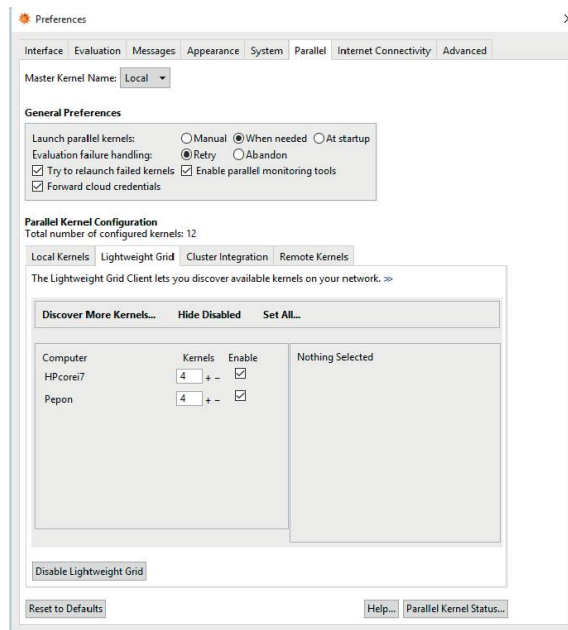 Preferences
Interface Evaluation Messages Appearance System Parallel Internet Connectivity Advanced
Master Kernel Name: Local
General Preferences
Launch parallel kernels: Manual When needed At startup
Evaluation failure handling: Retry Abandon
Try to relaunch failed kernels Enable parallel monitoring tools
Forward cloud credentials
Parallel Kernel Configuration
Total number of configured kernels: 12
Local Kernels Lightweight Grid Cluster Integration Remote Kernels
The Lightweight Grid Client lets you discover available kernels on your network. »
Discover More Kernels... Hide Disabled Set All...
Computer Kernels Enable Nothing Selected
HPcorei7 4 + −
Pepon 4 + −
Disable Lightweight Grid
Reset to Defaults Help... Parallel Kernel Status...